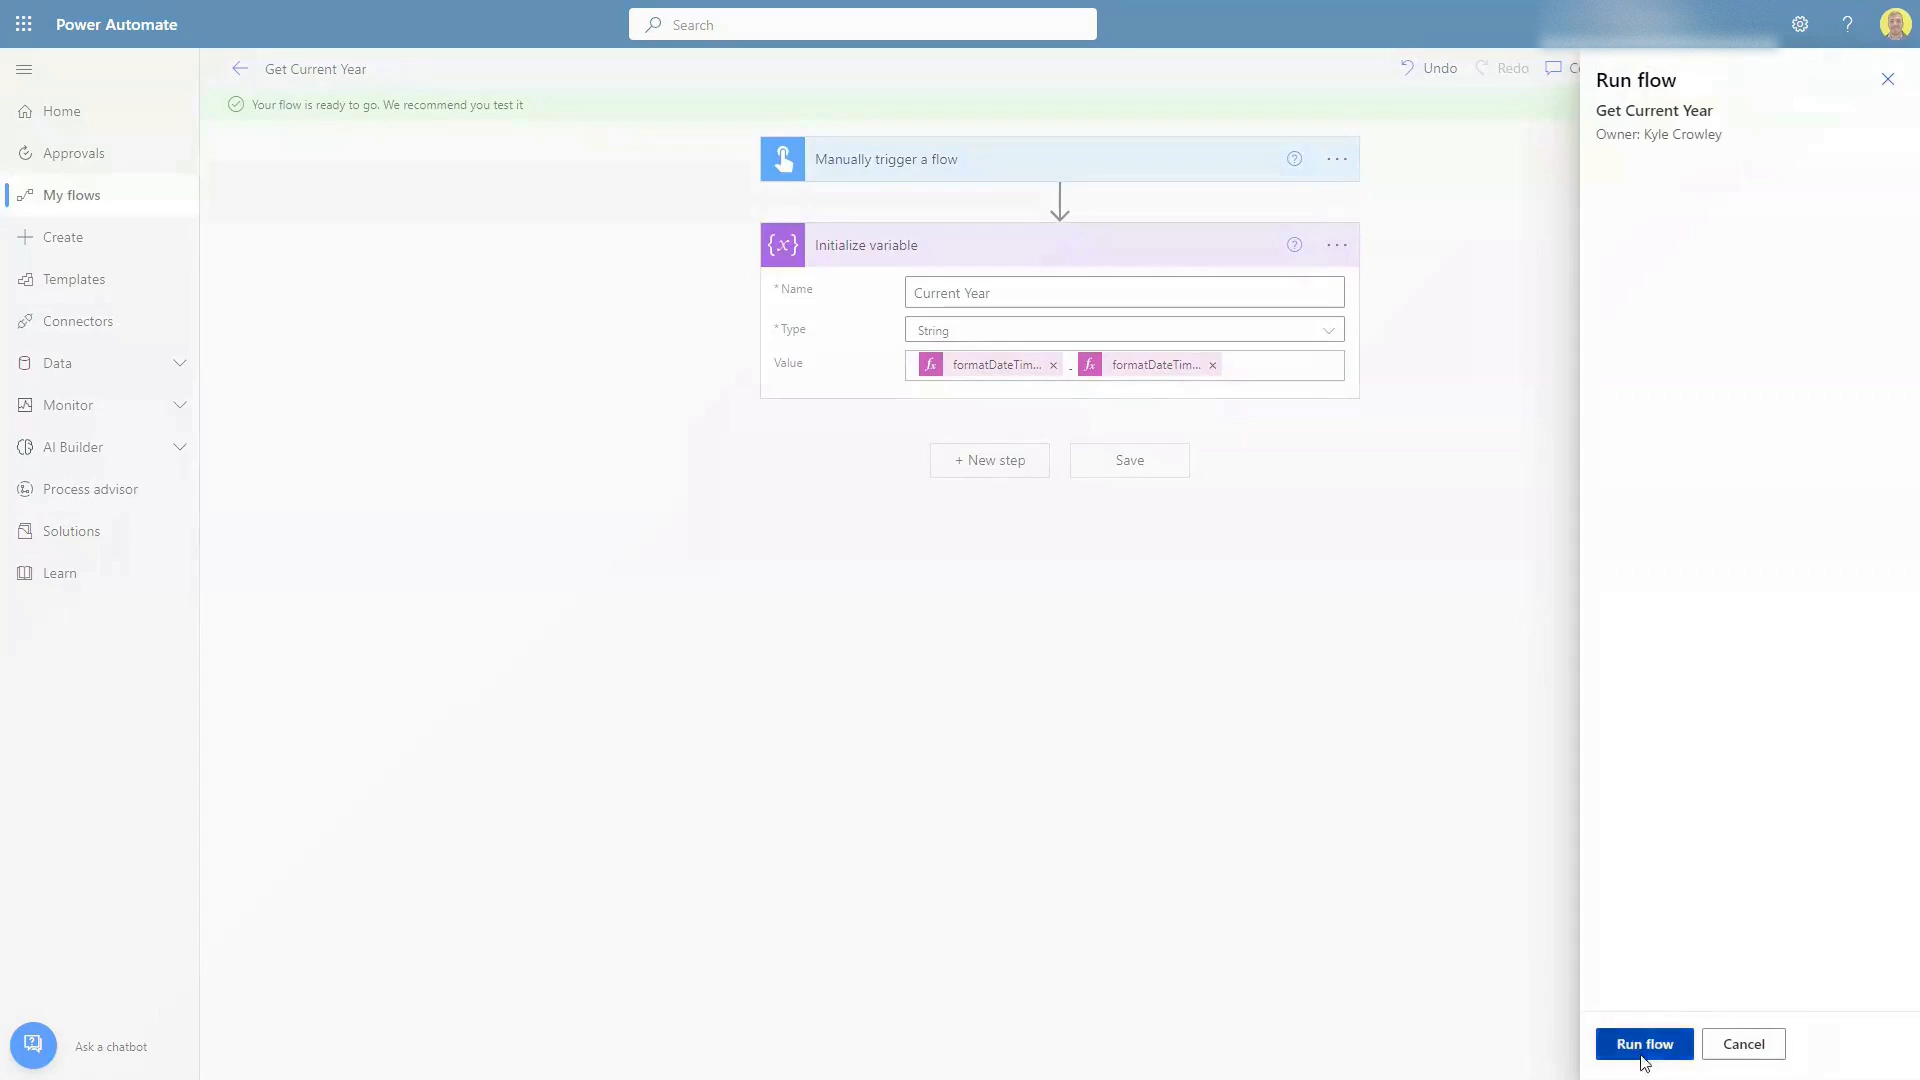 Power Automate
Search
Get Current Year
Undo
Redo
Your flow is ready to go. We recommend you test it
Home
Approvals
My flows
Create
Templates
Connectors
Data
Monitor
AI Builder
Process advisor
Solutions
Learn
Ask a chatbot
Manually trigger a flow
{x} Initialize variable
* Name
Current Year
* Type
String
Value
fx formatDateTim... × - fx formatDateTim... ×
+ New step
Save
Run flow
Get Current Year
Owner: Kyle Crowley
Run flow
Cancel